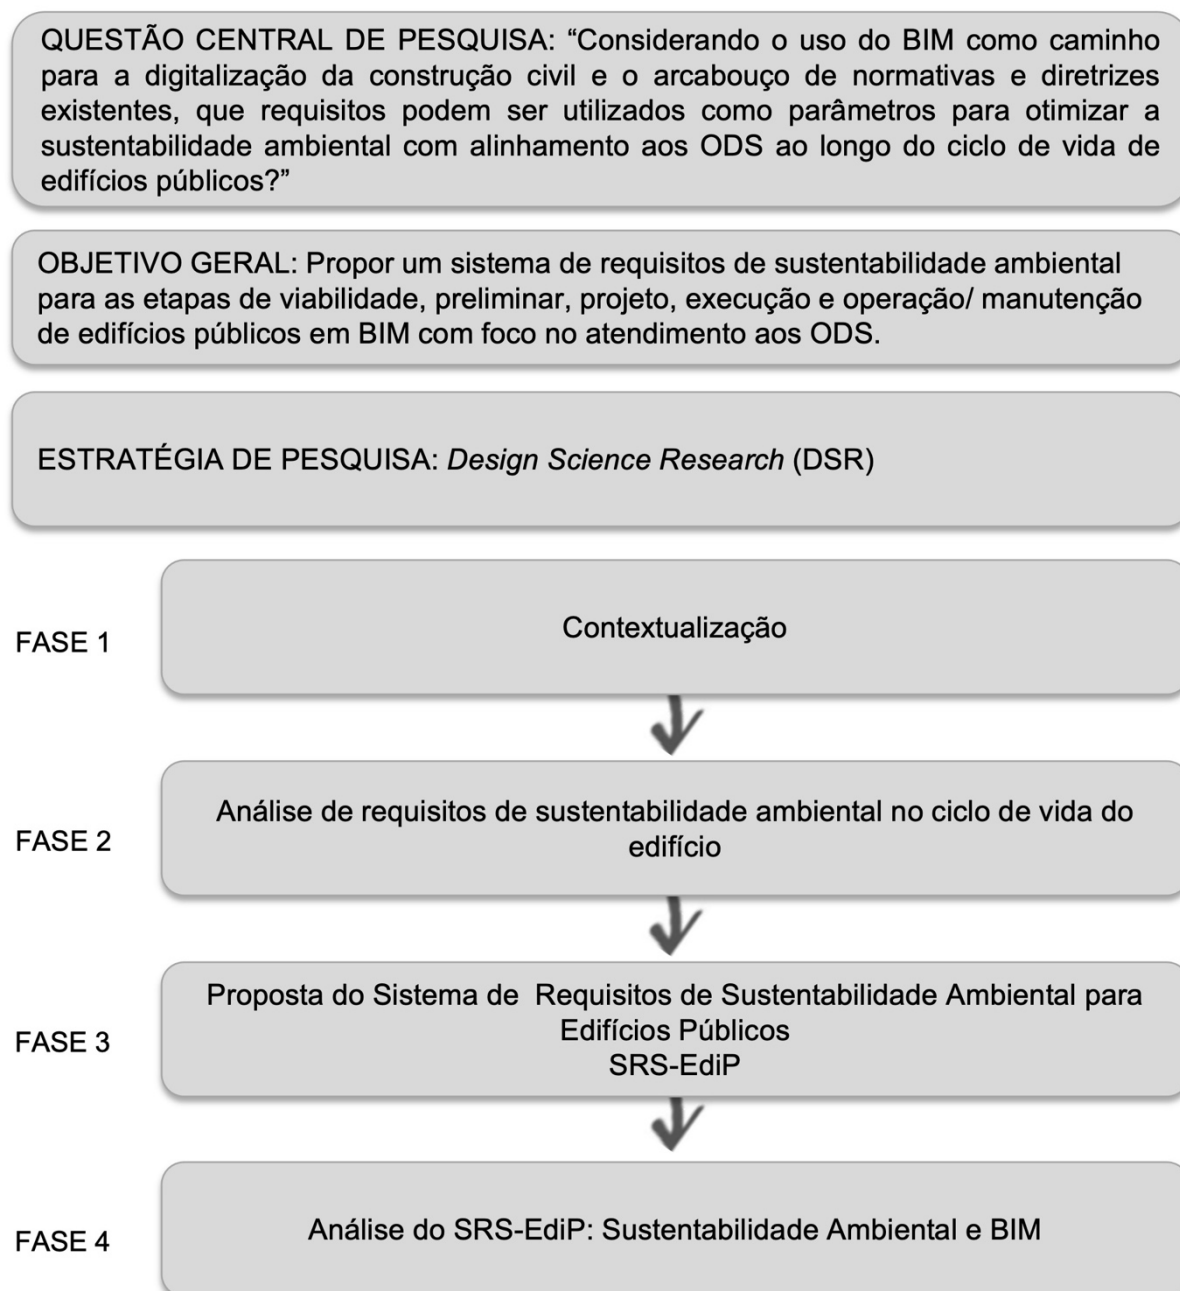 QUESTÃO CENTRAL DE PESQUISA: “Considerando o uso do BIM como caminho
para a digitalização da construção civil e o arcabouço de normativas e diretrizes
existentes, que requisitos podem ser utilizados como parâmetros para otimizar a
sustentabilidade ambiental com alinhamento aos ODS ao longo do ciclo de vida de
edifícios públicos?”
OBJETIVO GERAL: Propor um sistema de requisitos de sustentabilidade ambiental
para as etapas de viabilidade, preliminar, projeto, execução e operação/ manutenção
de edifícios públicos em BIM com foco no atendimento aos ODS.
ESTRATÉGIA DE PESQUISA: Design Science Research (DSR)
FASE 1
Contextualização
FASE 2
Análise de requisitos de sustentabilidade ambiental no ciclo de vida do
edifício
FASE 3
Proposta do Sistema de Requisitos de Sustentabilidade Ambiental para
Edifícios Públicos
SRS-EdiP
FASE 4
Análise do SRS-EdiP: Sustentabilidade Ambiental e BIM